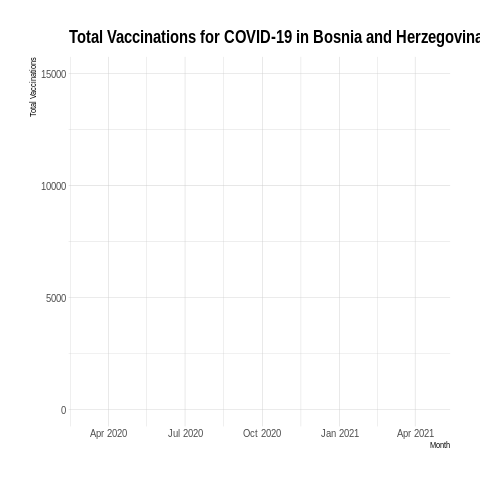 Total Vaccinations for COVID-19 in Bosnia and Herzegovina
Total Vaccinations
15000
10000
5000
0
Apr 2020 Jul 2020 Oct 2020 Jan 2021 Apr 2021
Month